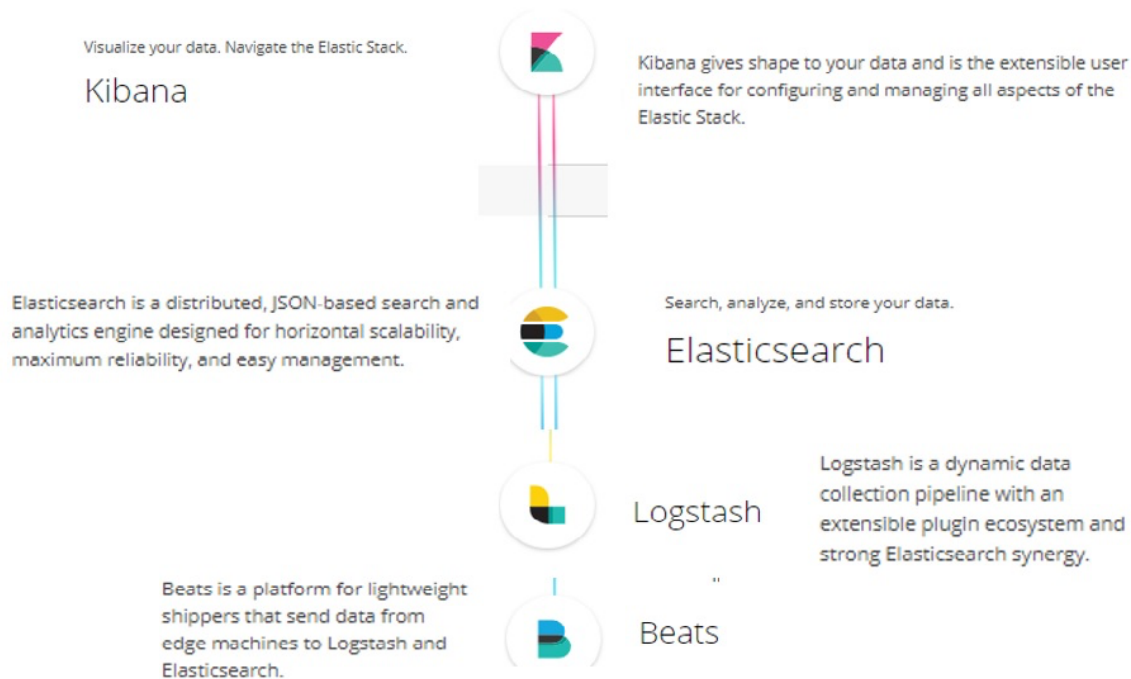 Visualize your data. Navigate the Elastic Stack.
Kibana
Kibana gives shape to your data and is the extensible user
interface for configuring and managing all aspects of the
Elastic Stack.
Elasticsearch is a distributed, JSON-based search and
analytics engine designed for horizontal scalability,
maximum reliability, and easy management.
Search, analyze, and store your data.
Elasticsearch
Logstash
Logstash is a dynamic data
collection pipeline with an
extensible plugin ecosystem and
strong Elasticsearch synergy.
Beats is a platform for lightweight
shippers that send data from
edge machines to Logstash and
Elasticsearch.
Beats